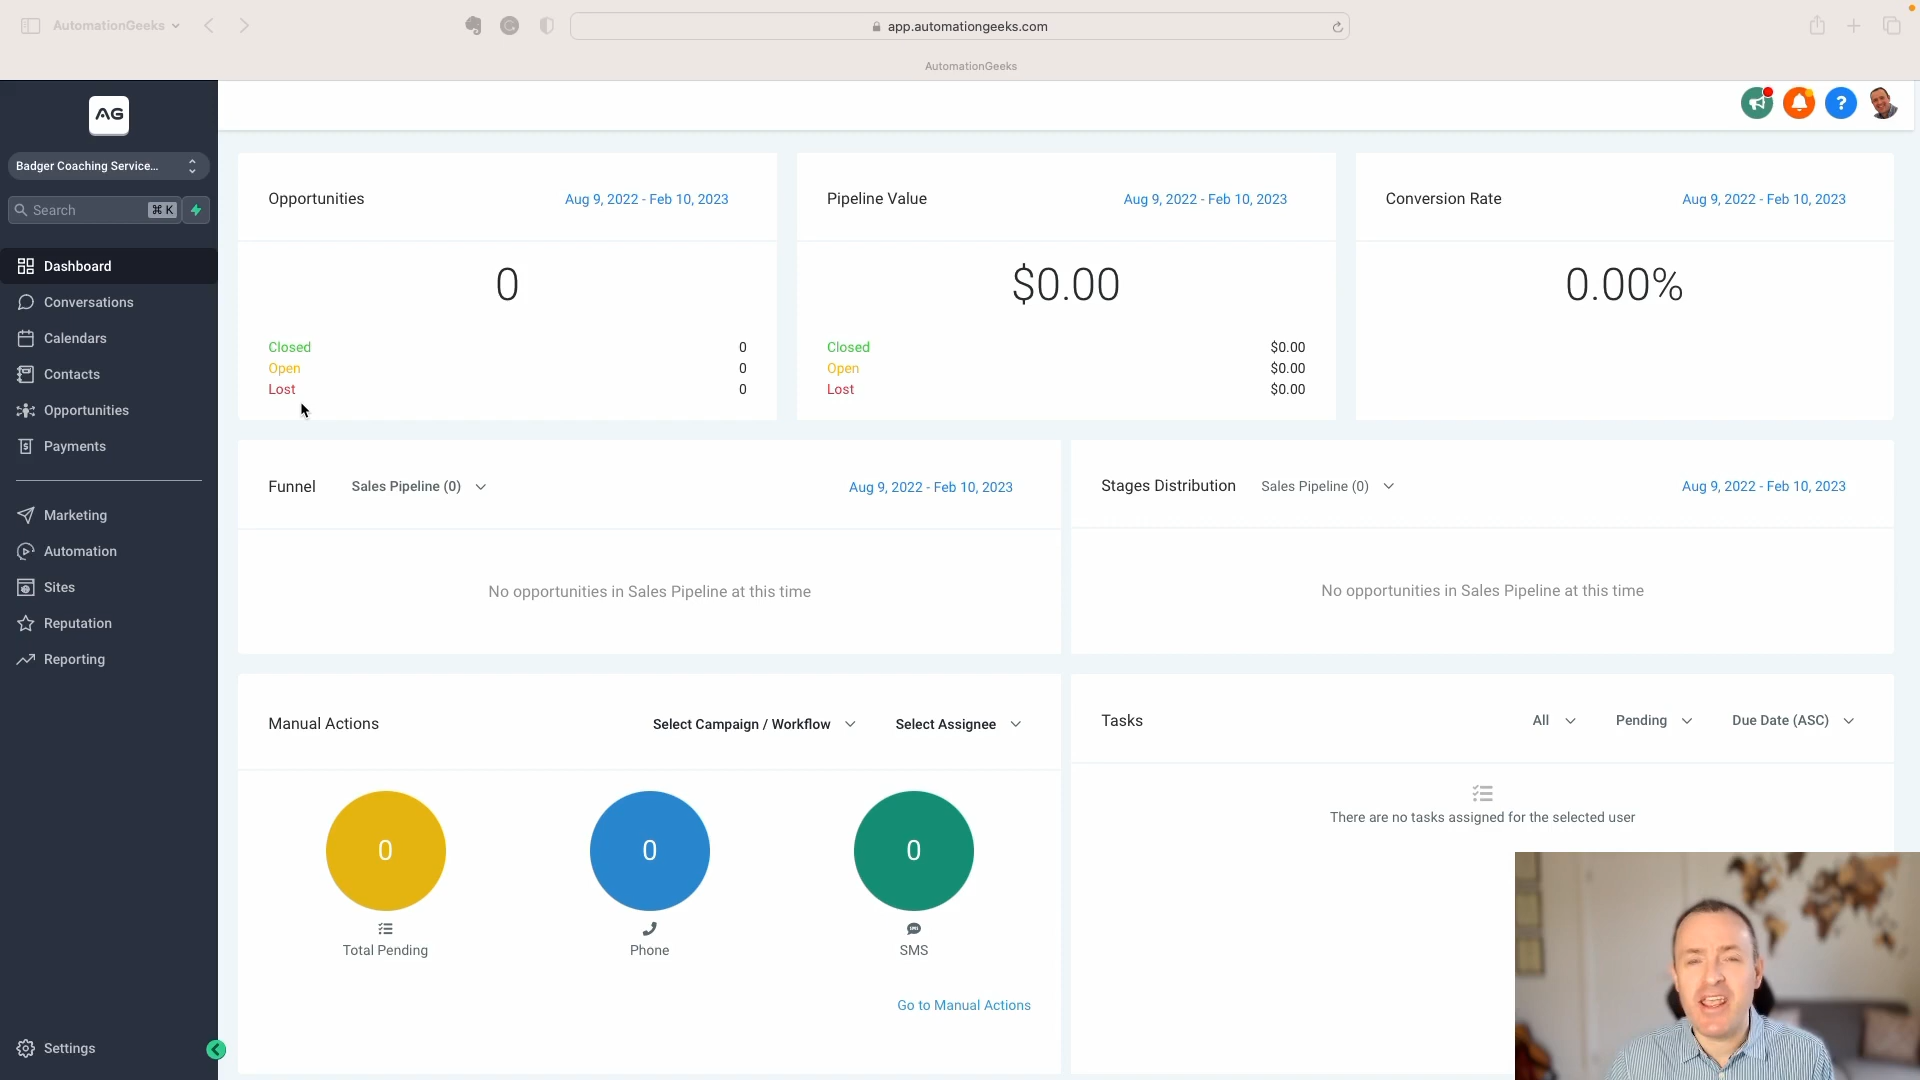 AutomationGeeks
app.automationgeeks.com
AutomationGeeks
AG
Badger Coaching Service...
Search ⌘ K
Dashboard
Conversations
Calendars
Contacts
Opportunities
Payments
Marketing
Automation
Sites
Reputation
Reporting
Settings
?
Opportunities Aug 9, 2022 - Feb 10, 2023
0
Closed 0
Open 0
Lost 0
Pipeline Value Aug 9, 2022 - Feb 10, 2023
$0.00
Closed $0.00
Open $0.00
Lost $0.00
Conversion Rate Aug 9, 2022 - Feb 10, 2023
0.00%
Funnel Sales Pipeline (0) Aug 9, 2022 - Feb 10, 2023
No opportunities in Sales Pipeline at this time
Stages Distribution Sales Pipeline (0) Aug 9, 2022 - Feb 10, 2023
No opportunities in Sales Pipeline at this time
Manual Actions Select Campaign / Workflow Select Assignee
0 0 0
Total Pending Phone SMS
Go to Manual Actions
Tasks All Pending Due Date (ASC)
There are no tasks assigned for the selected user